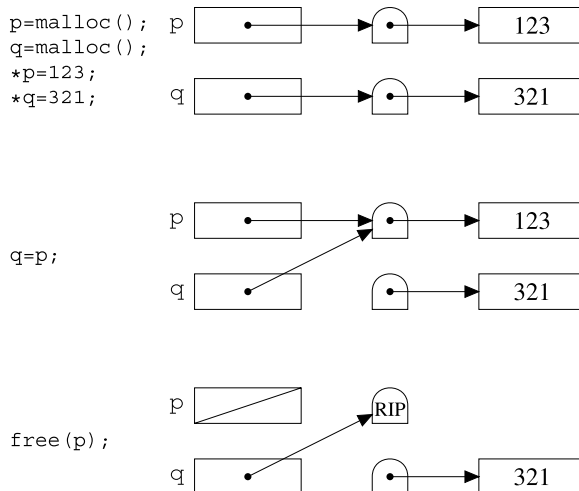 p=malloc();
q=malloc();
*p=123;
*q=321;
p 123
q 321
q=p;
p 123
q 321
free(p);
p RIP
q 321